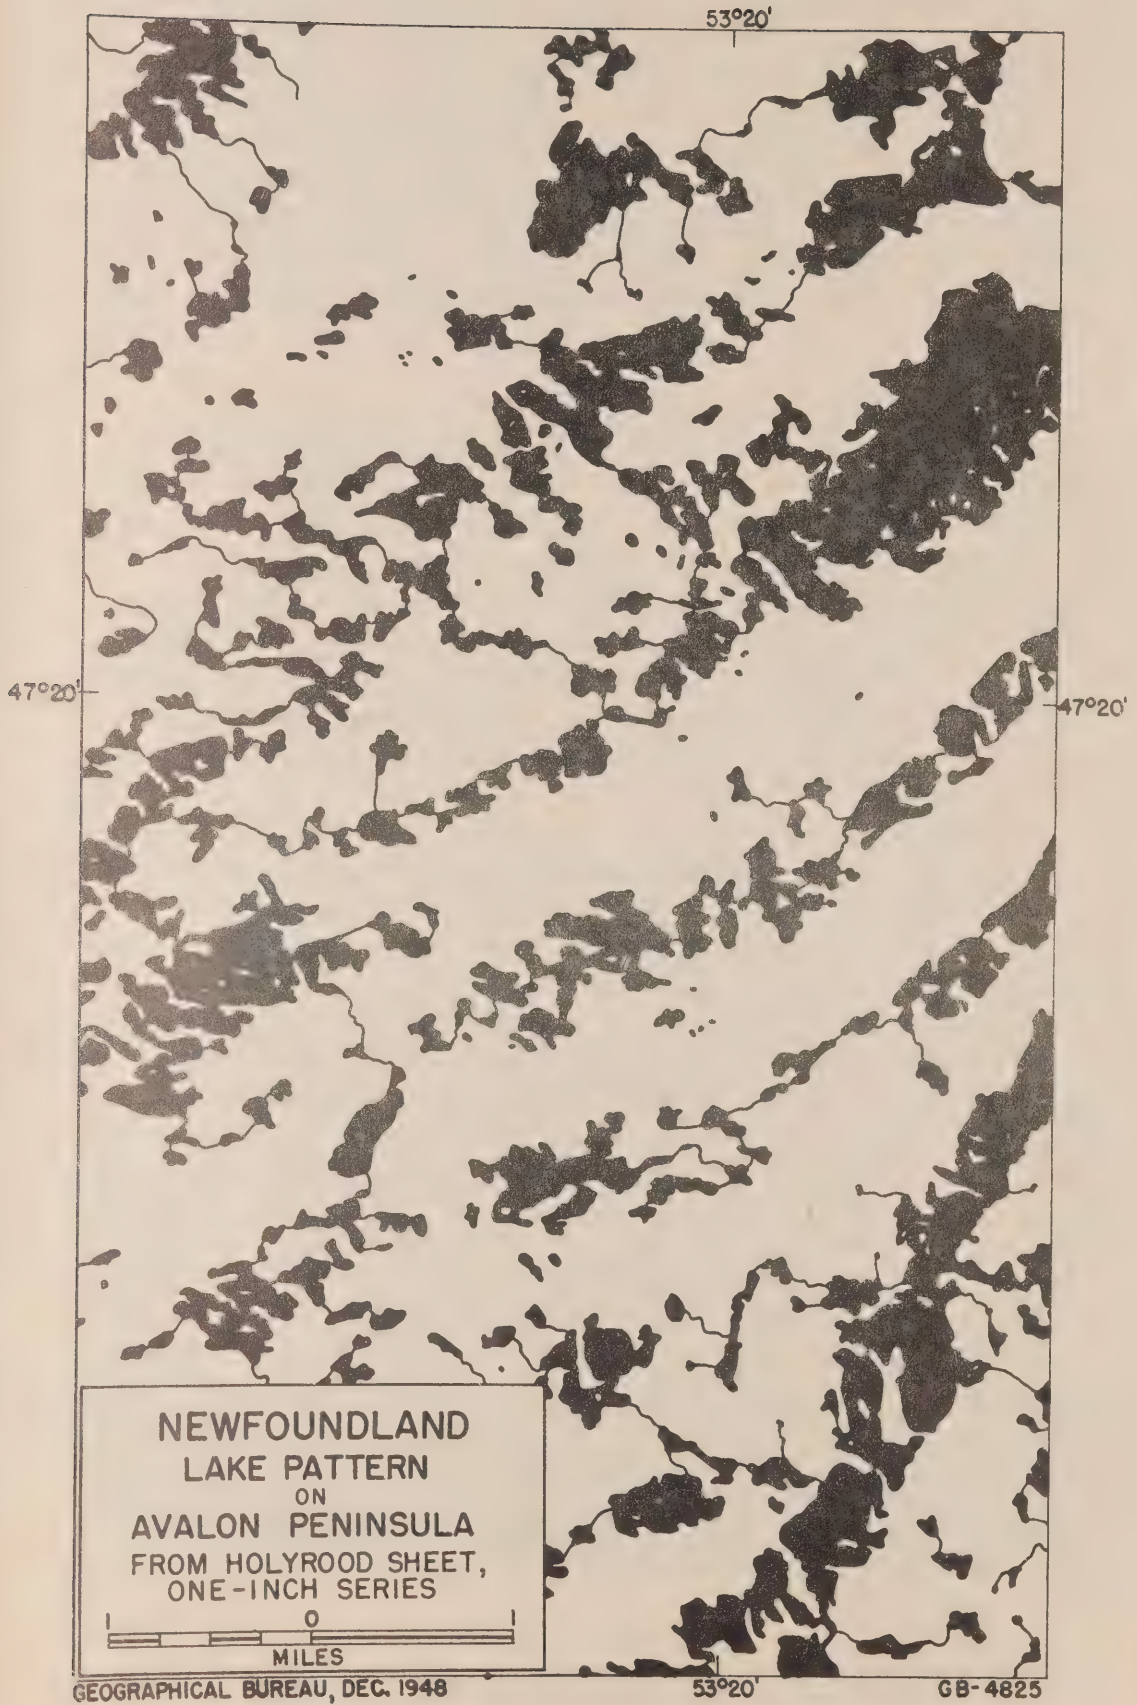 53°20'
47°20'
47°20'
NEWFOUNDLAND
LAKE PATTERN
ON
AVALON PENINSULA
FROM HOLYROOD SHEET,
ONE-INCH SERIES
1 0 1
MILES
GEOGRAPHICAL BUREAU, DEC. 1948 53°20' GB-4825